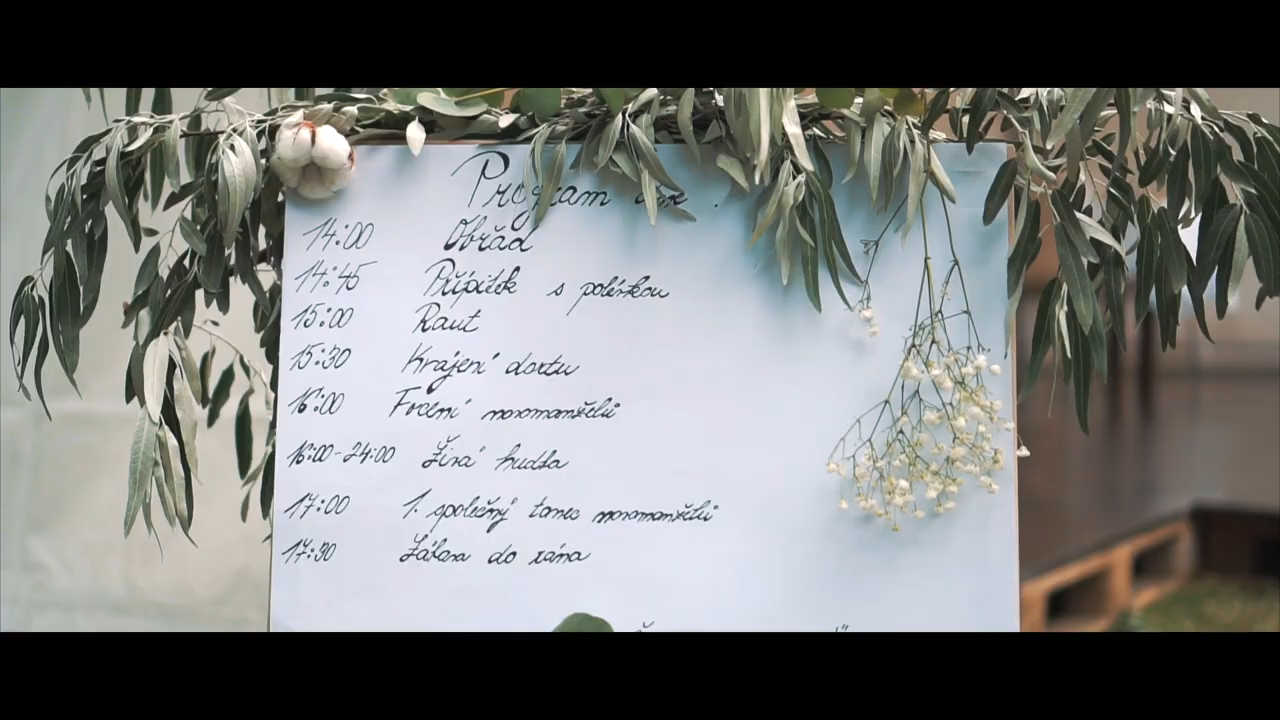 Program dne
14:00 Obřad
14:45 Přípitek s polévkou
15:00 Raut
15:30 Krájení dortu
16:00 Focení novomanželů
16:00-24:00 Živá hudba
17:00 1. společný tanec novomanželů
17:30 Zábava do rána